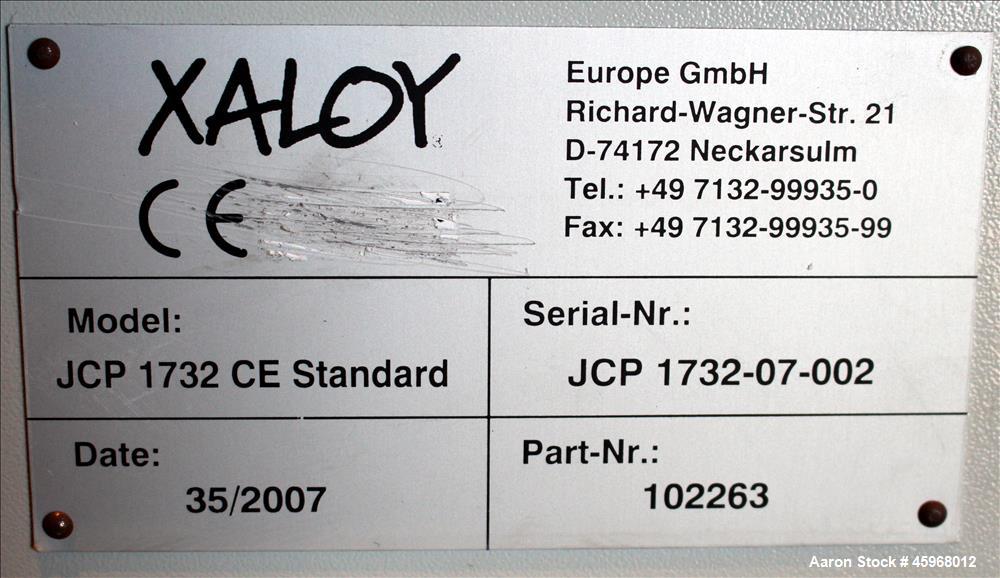 XALOY
CE
Europe GmbH
Richard-Wagner-Str. 21
D-74172 Neckarsulm
Tel.: +49 7132-99935-0
Fax: +49 7132-99935-99
Model:
JCP 1732 CE Standard
Serial-Nr.:
JCP 1732-07-002
Date:
35/2007
Part-Nr.:
102263
Aaron Stock # 45968012